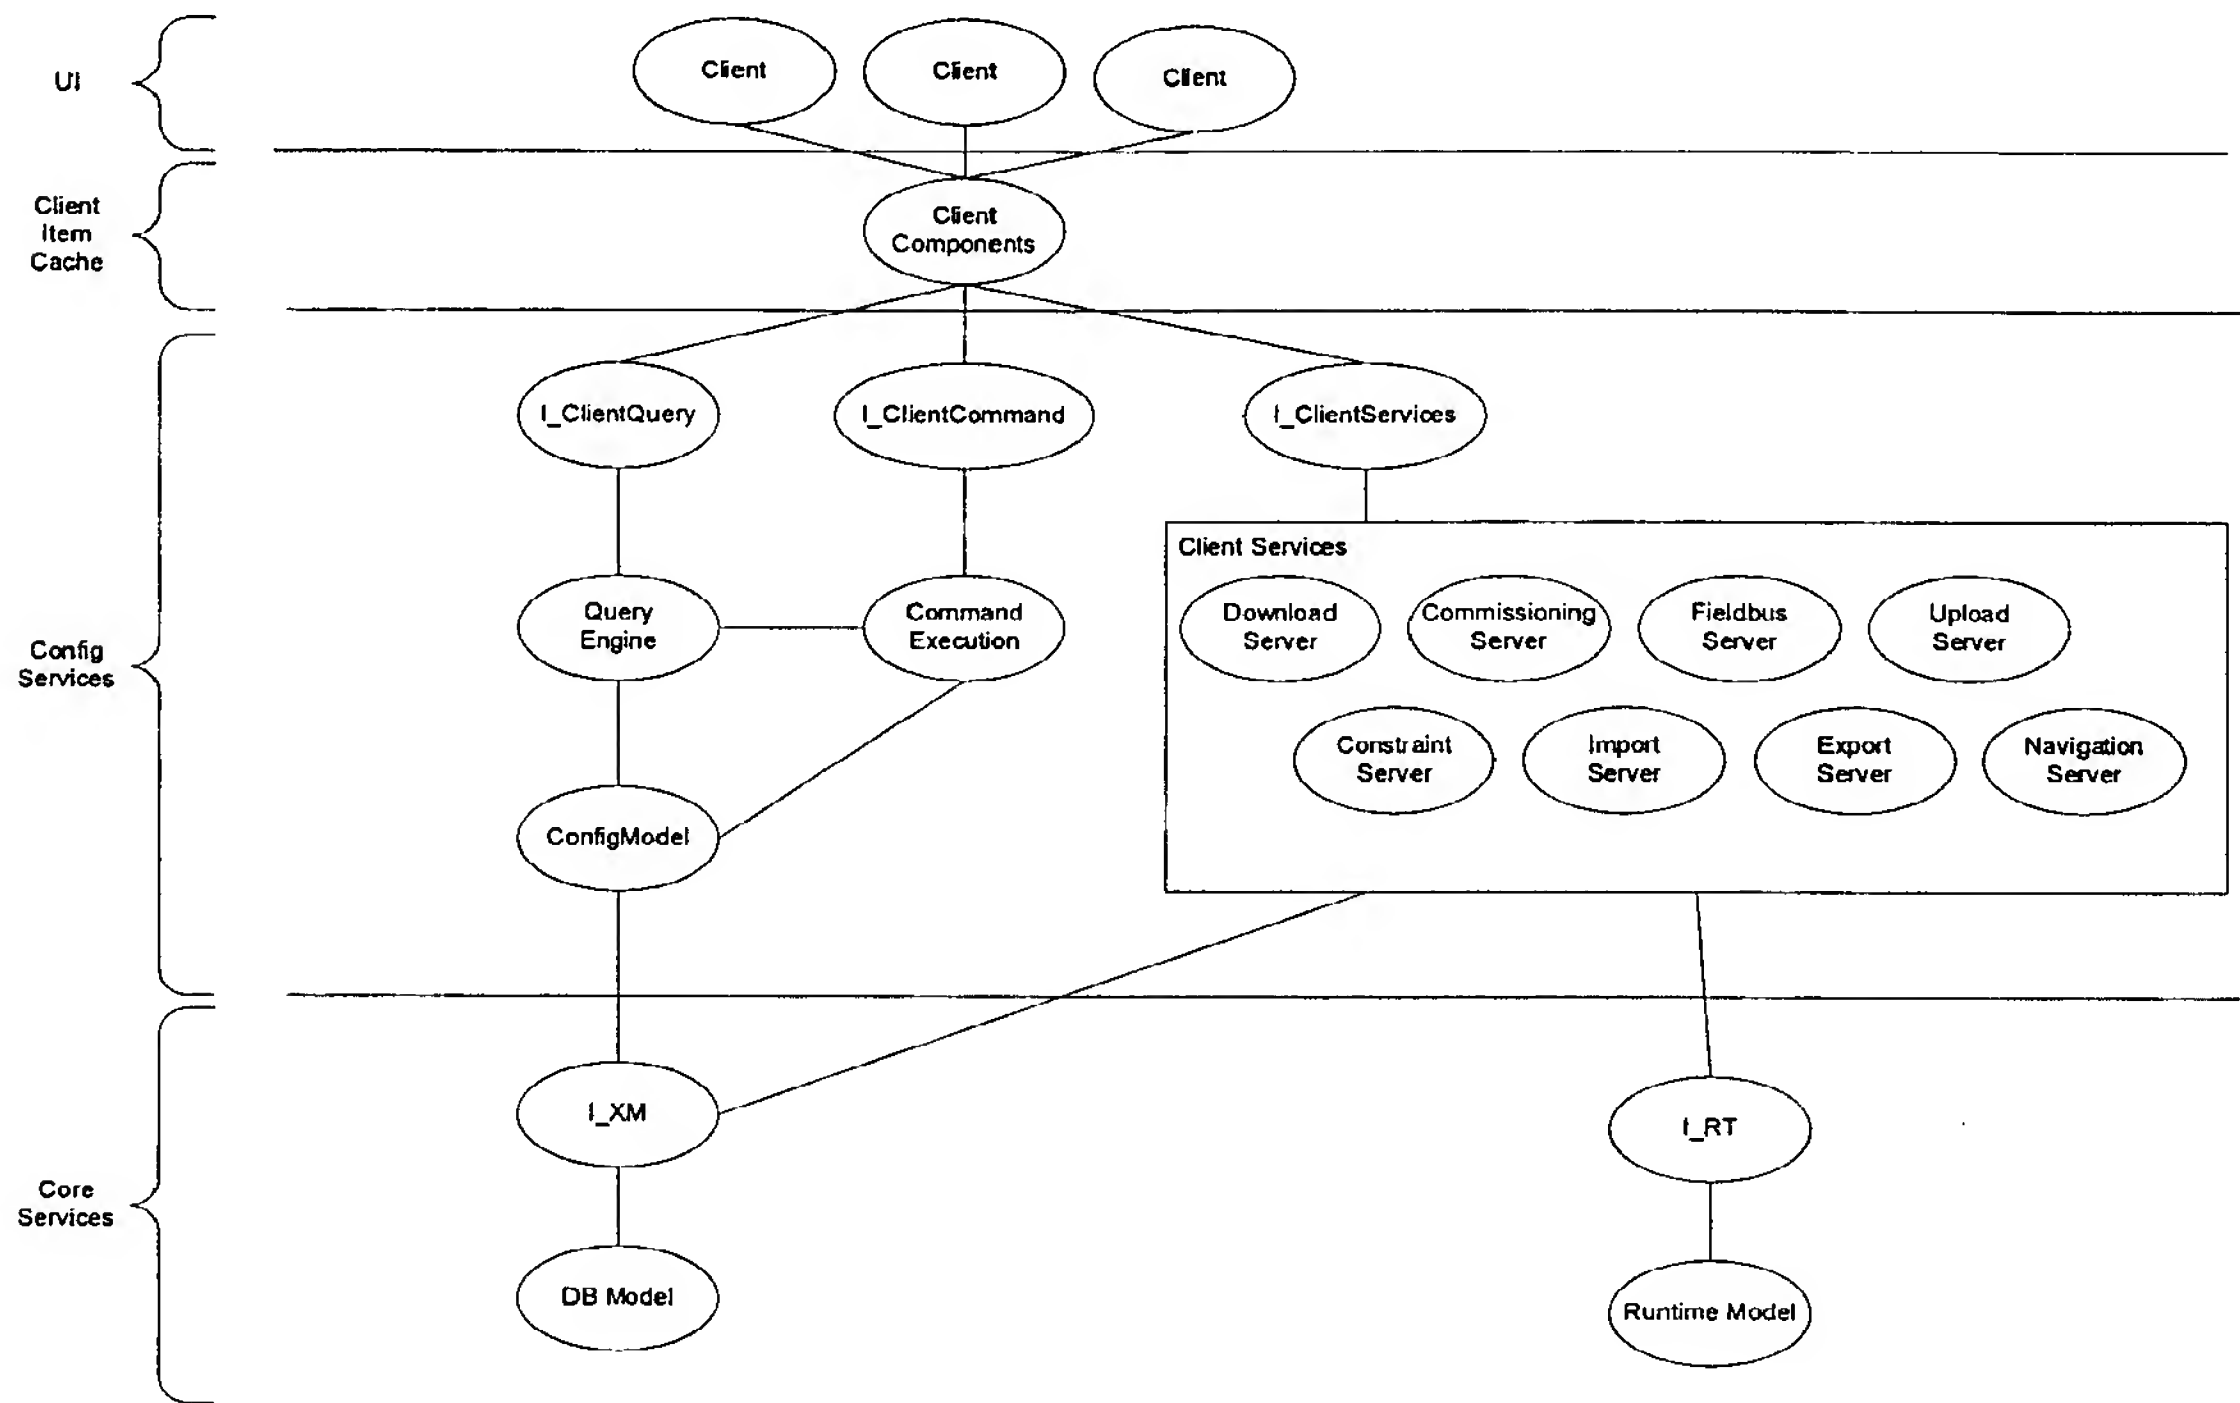 UI
Client
Client
Client
Client
Item
Cache
Client
Components
I_ClientQuery
I_ClientCommand
I_ClientServices
Config
Services
Query
Engine
Command
Execution
Client Services
Download
Server
Commissioning
Server
Fieldbus
Server
Upload
Server
Constraint
Server
Import
Server
Export
Server
Navigation
Server
ConfigModel
Core
Services
I_XM
I_RT
DB Model
Runtime Model